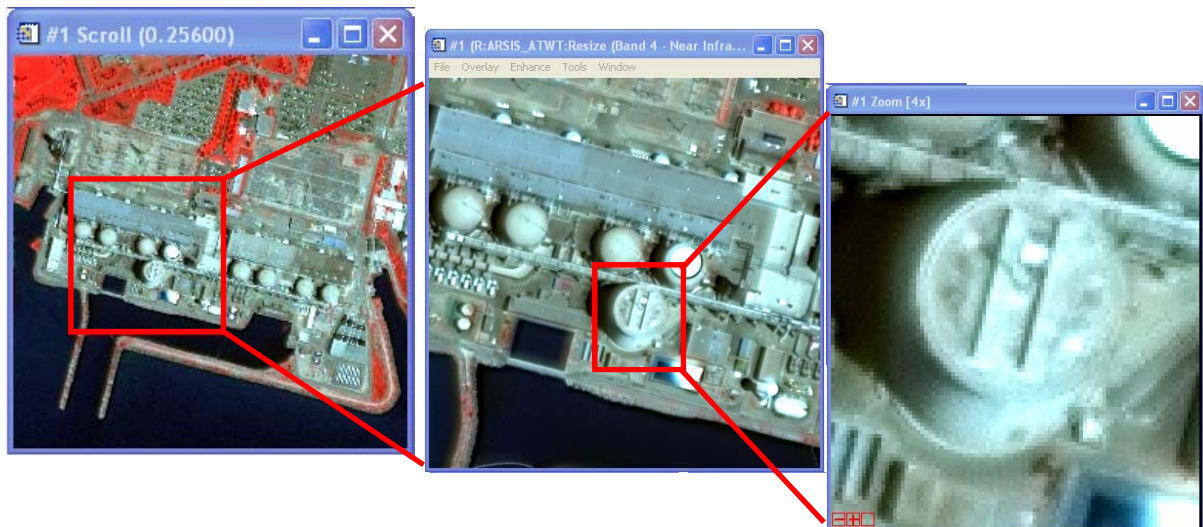 #1 Scroll (0.25600)
#1 (R:ARSIS_ATWT:Resize (Band 4 - Near Infra...
File Overlay Enhance Tools Window
#1 Zoom [4x]